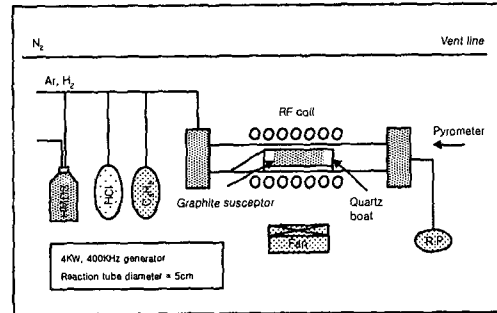 N₂
Vent line
Ar, H₂
RF coil
Pyrometer
HMDS
HCl
Graphite susceptor
Quartz
boat
Fan
R.P
4KW, 400KHz generator
Reaction tube diameter = 5cm